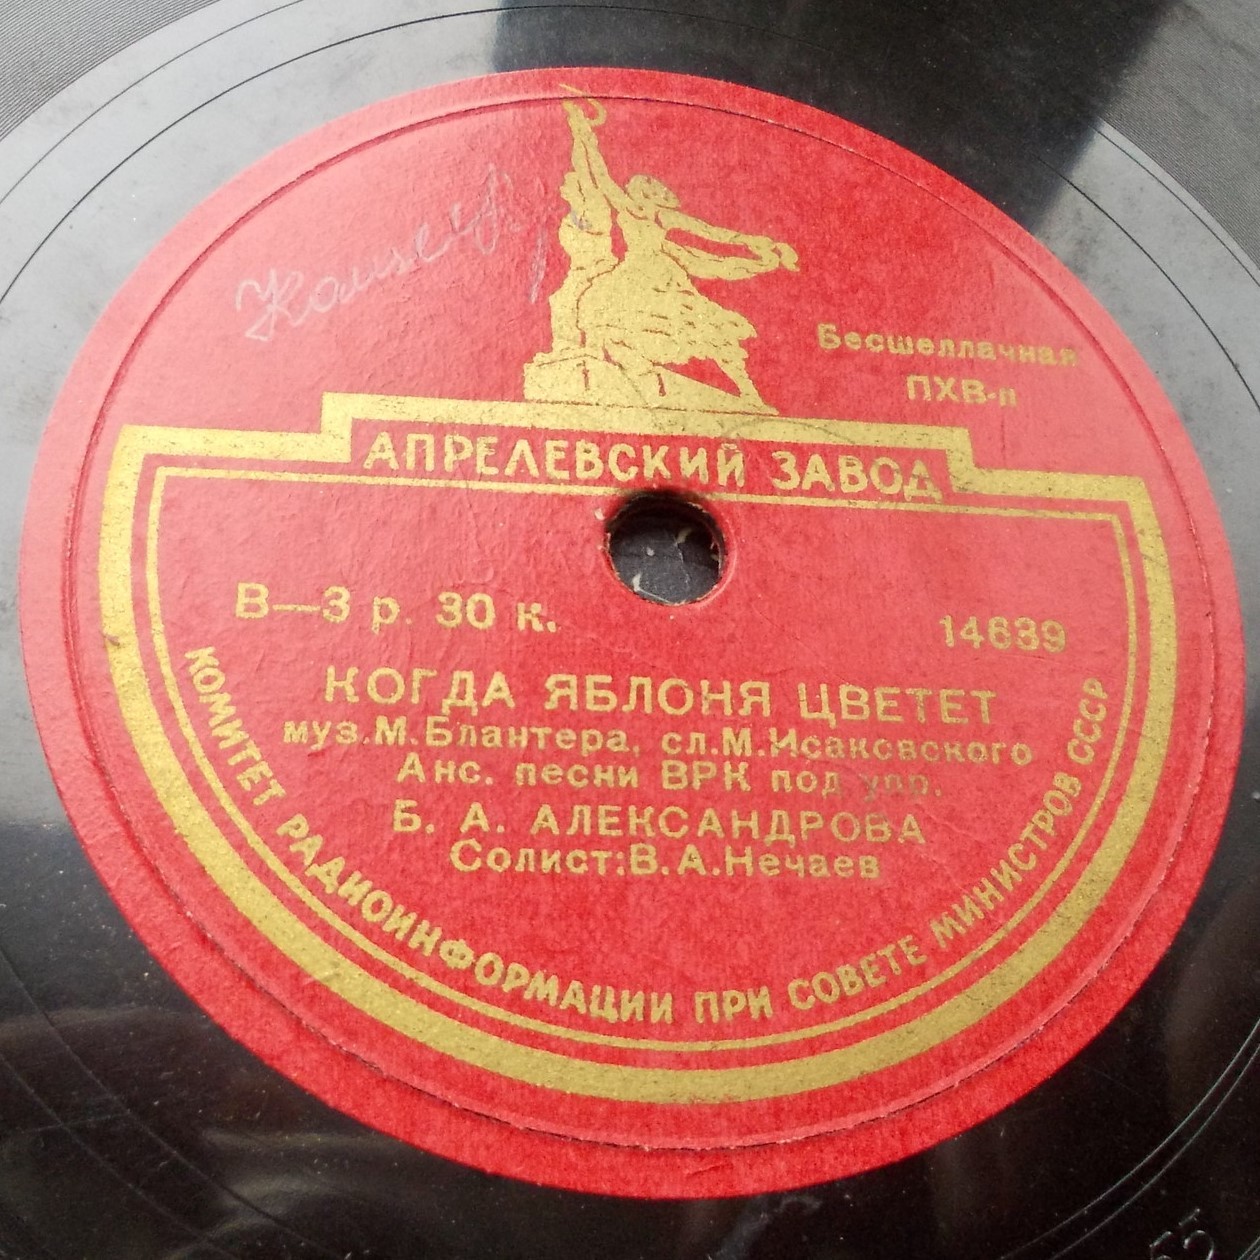 Бесшеллачная
ПХВ-п
АПРЕЛЕВСКИЙ ЗАВОД
В—3 р. 30 к.
14639
КОГДА ЯБЛОНЯ ЦВЕТЕТ
муз.М.Блантера, сл.М.Исаковского
Анс. песни ВРК под упр.
Б. А. АЛЕКСАНДРОВА
Солист:В.А.Нечаев
КОМИТЕТ РАДИОИНФОРМАЦИИ ПРИ СОВЕТЕ МИНИСТРОВ СССР